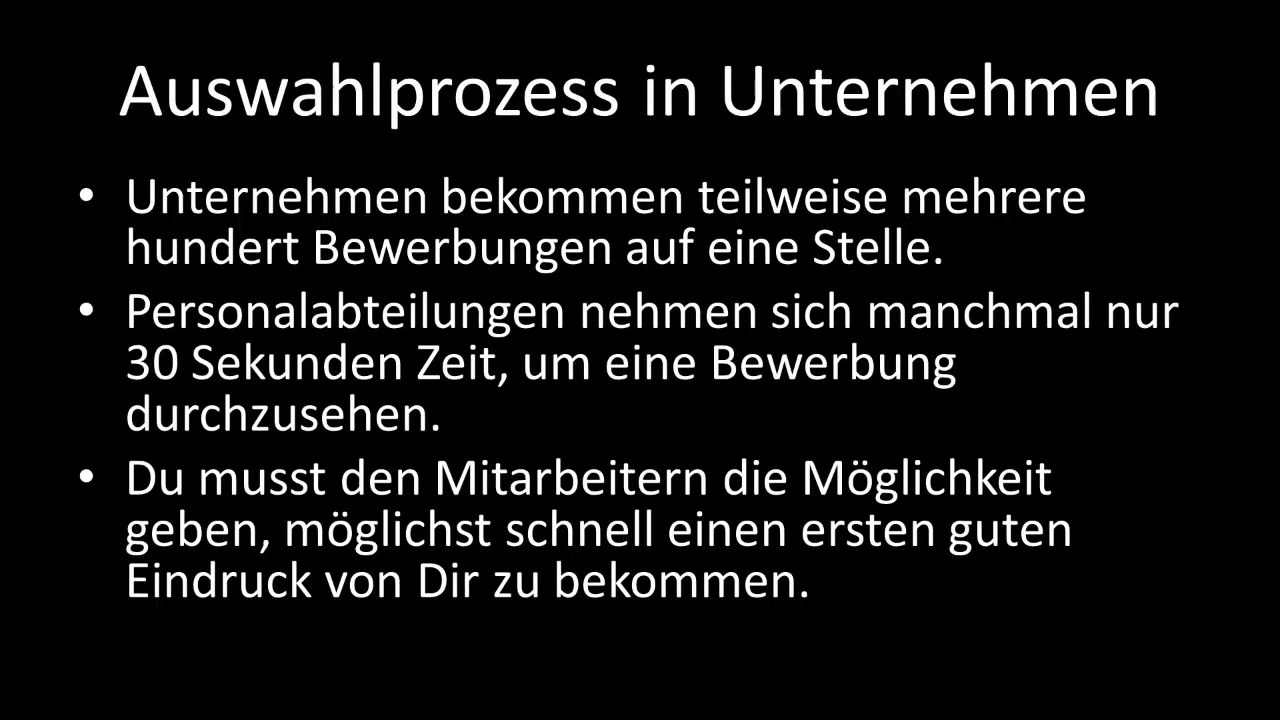 Auswahlprozess in Unternehmen
• Unternehmen bekommen teilweise mehrere
hundert Bewerbungen auf eine Stelle.
• Personalabteilungen nehmen sich manchmal nur
30 Sekunden Zeit, um eine Bewerbung
durchzusehen.
• Du musst den Mitarbeitern die Möglichkeit
geben, möglichst schnell einen ersten guten
Eindruck von Dir zu bekommen.